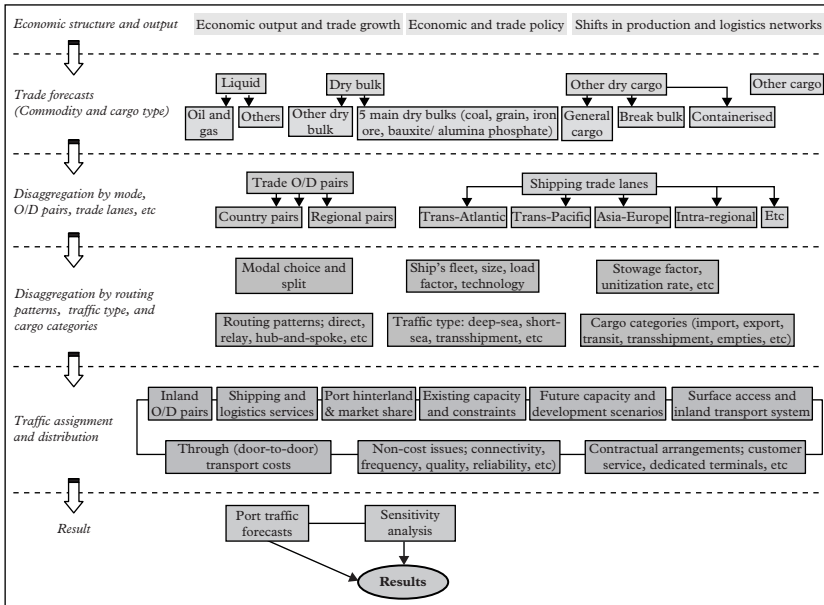 Economic structure and output
Economic output and trade growth
Economic and trade policy
Shifts in production and logistics networks
Trade forecasts
(Commodity and cargo type)
Liquid
Dry bulk
Other dry cargo
Other cargo
Oil and
gas
Others
Other dry
bulk
5 main dry bulks (coal, grain, iron
ore, bauxite/ alumina phosphate)
General
cargo
Break bulk
Containerised
Disaggregation by mode,
O/D pairs, trade lanes, etc
Trade O/D pairs
Shipping trade lanes
Country pairs
Regional pairs
Trans-Atlantic
Trans-Pacific
Asia-Europe
Intra-regional
Etc
Disaggregation by routing
patterns, traffic type, and
cargo categories
Modal choice and
split
Ship's fleet, size, load
factor, technology
Stowage factor,
unitization rate, etc
Routing patterns; direct,
relay, hub-and-spoke, etc
Traffic type: deep-sea, short-
sea, transshipment, etc
Cargo categories (import, export,
transit, transshipment, empties, etc)
Traffic assignment
and distribution
Inland
O/D pairs
Shipping and
logistics services
Port hinterland
& market share
Existing capacity
and constraints
Future capacity and
development scenarios
Surface access and
inland transport system
Through (door-to-door)
transport costs
Non-cost issues; connectivity,
frequency, quality, reliability, etc)
Contractual arrangements; customer
service, dedicated terminals, etc
Result
Port traffic
forecasts
Sensitivity
analysis
Results